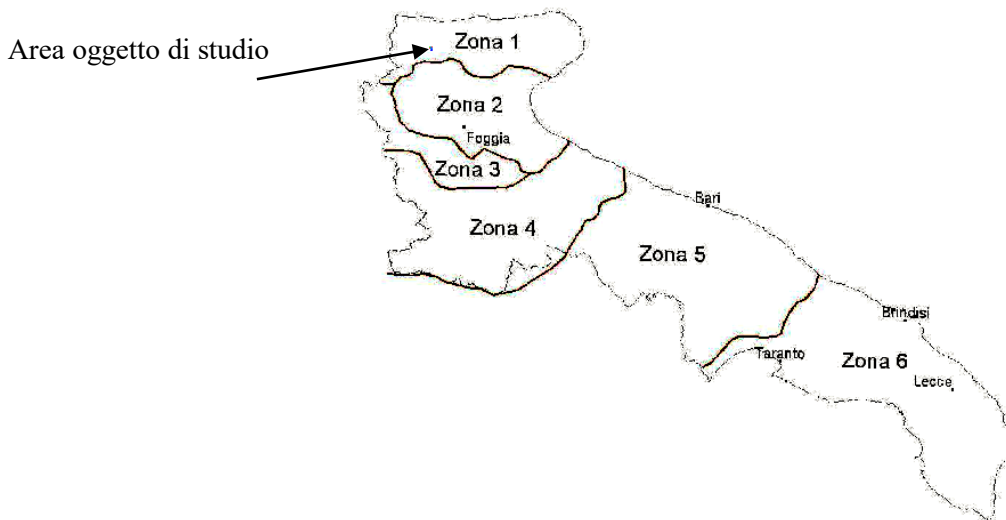 Area oggetto di studio
Zona 1
Zona 2
Foggia
Zona 3
Zona 4
Bari
Zona 5
Brindisi
Taranto
Zona 6
Lecce